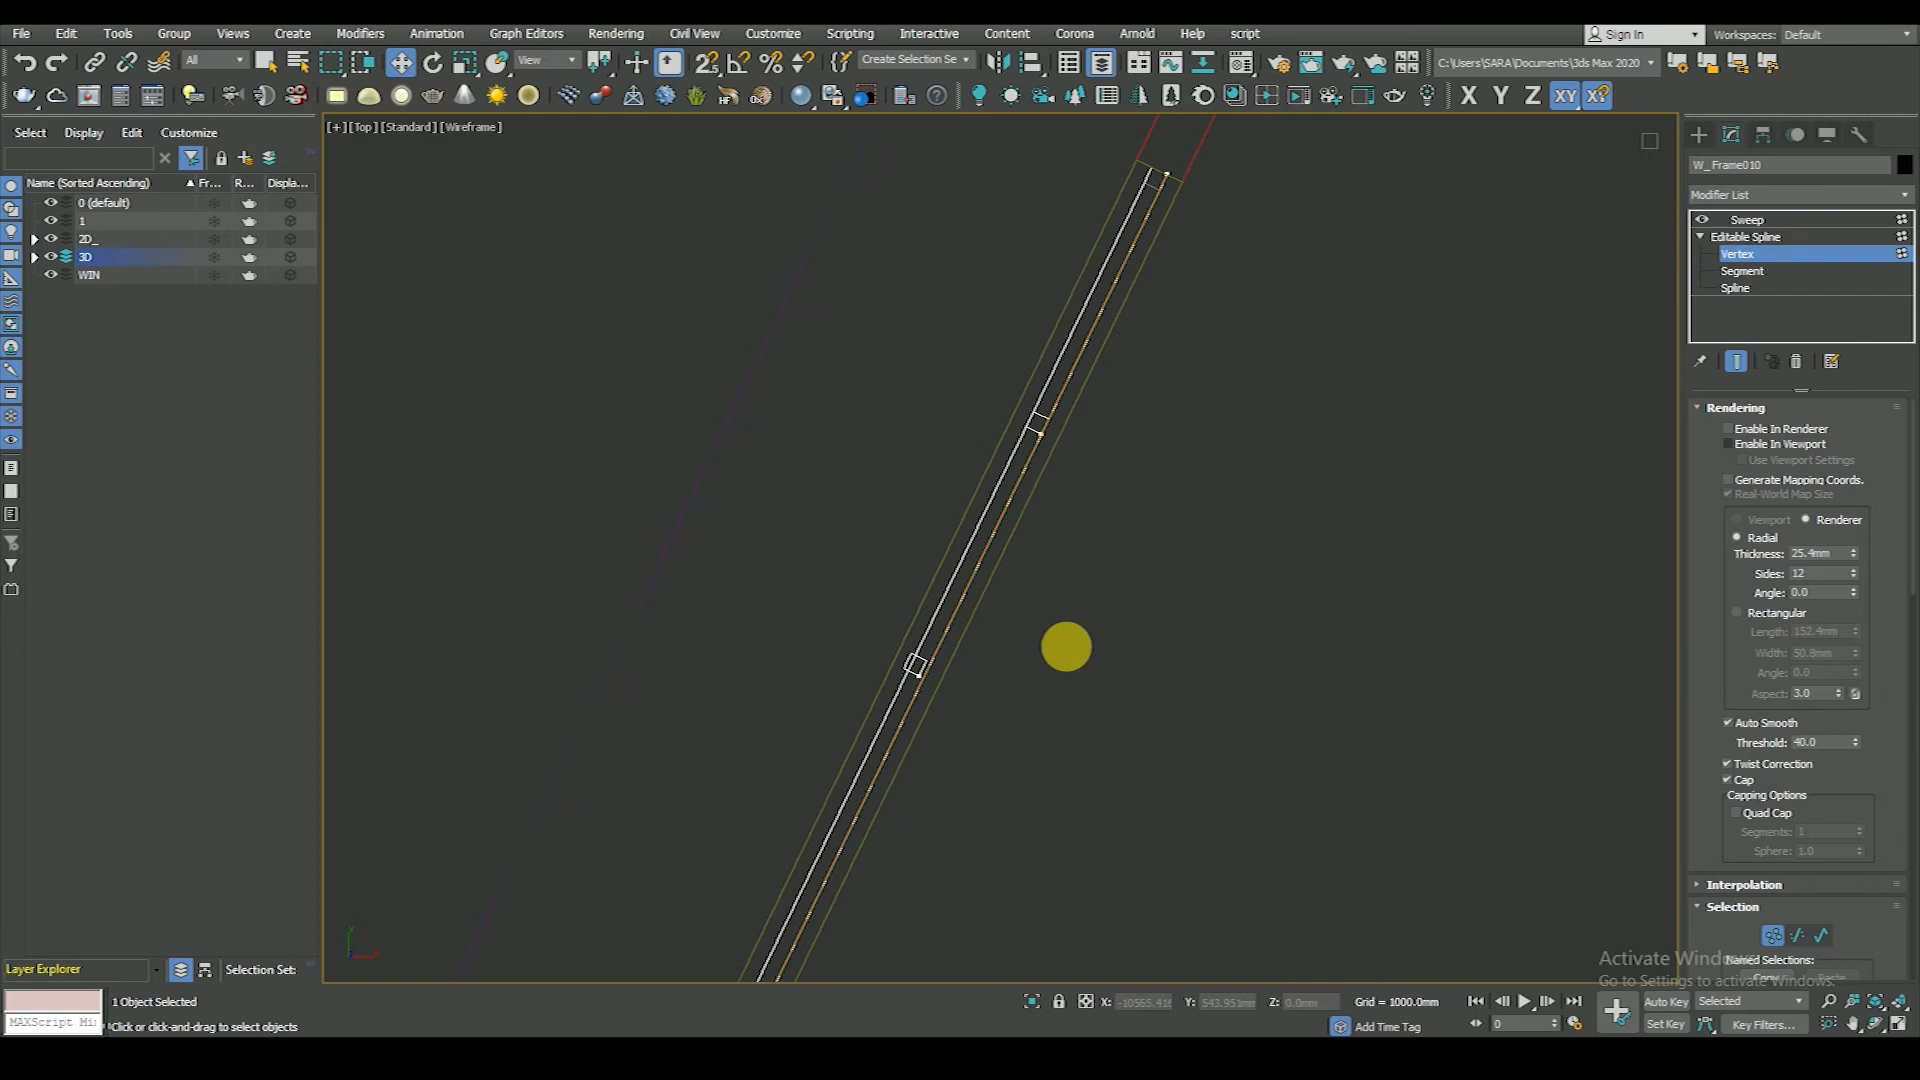 File Edit Tools Group Views Create Modifiers Animation Graph Editors Rendering Civil View Customize Scripting Interactive Content Corona Arnold Help script Sign In Workspaces: Default
All View Create Selection Se C:\Users\SARA\Documents\3ds Max 2020
X Y Z XY XY
Select Display Edit Customize
[+] [Top] [Standard] [Wireframe]
W_Frame010
Name (Sorted Ascending) Fr... R... Displa...
Modifier List
0 (default)
1
2D_
3D
WIN
Sweep
Editable Spline
Vertex
Segment
Spline
Rendering
Enable In Renderer
Enable In Viewport
Use Viewport Settings
Generate Mapping Coords.
Real-World Map Size
Viewport Renderer
Radial
Thickness: 25.4mm
Sides: 12
Angle: 0.0
Rectangular
Length: 152.4mm
Width: 50.8mm
Angle: 0.0
Aspect: 3.0
Auto Smooth
Threshold: 40.0
Twist Correction
Cap
Capping Options
Quad Cap
Segments: 1
Sphere: 1.0
Interpolation
Selection
Named Selections:
Copy Paste
Activate Windows
Go to Settings to activate Windows.
Layer Explorer Selection Set:
1 Object Selected X: -10565.416 Y: 543.951mm Z: 0.0mm Grid = 1000.0mm Auto Key Selected
MAXScript Mi Click or click-and-drag to select objects Add Time Tag 0 Set Key Key Filters...